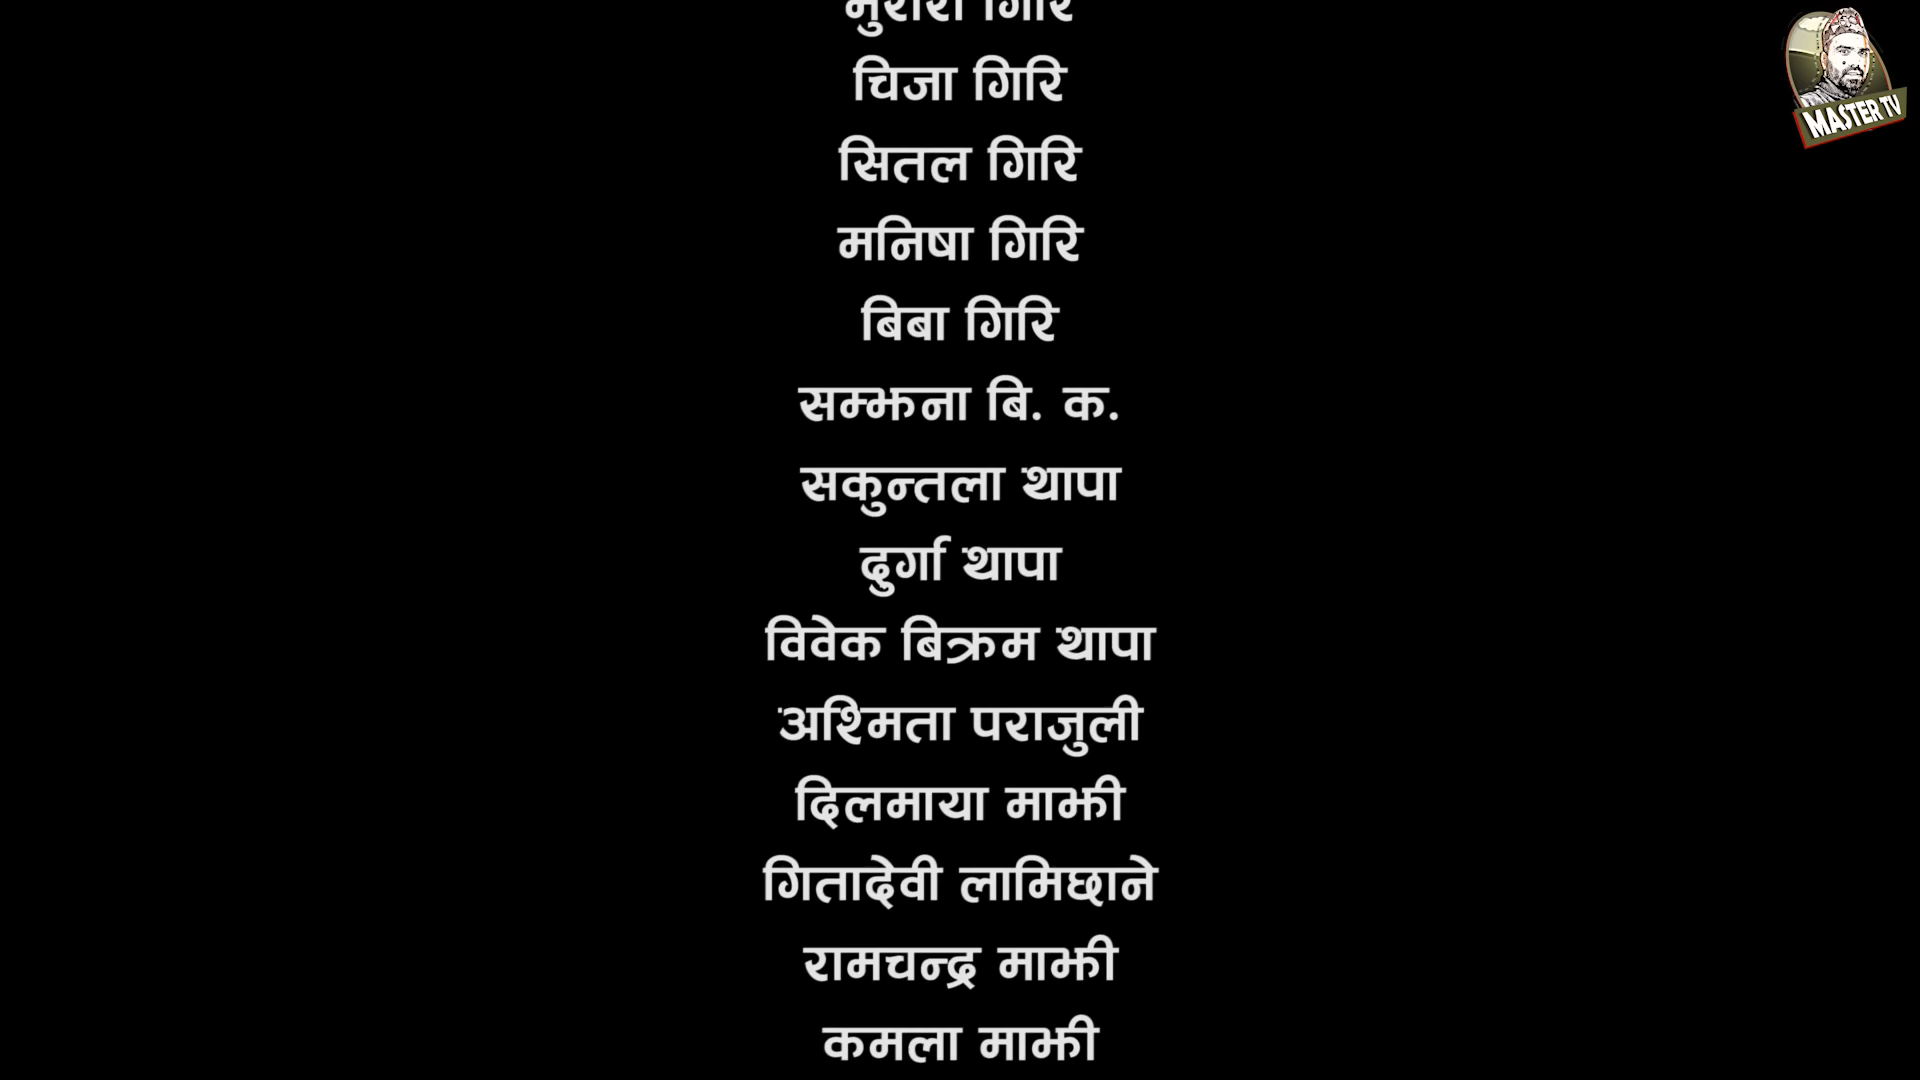 गिरि
चिजा गिरि
सितल गिरि
मनिषा गिरि
बिबा गिरि
सम्झना बि. क.
सकुन्तला थापा
दुर्गा थापा
विवेक बिक्रम थापा
अश्मिता पराजुली
दिलमाया माझी
गितादेवी लामिछाने
रामचन्द्र माझी
कमला माझी
MASTER TV